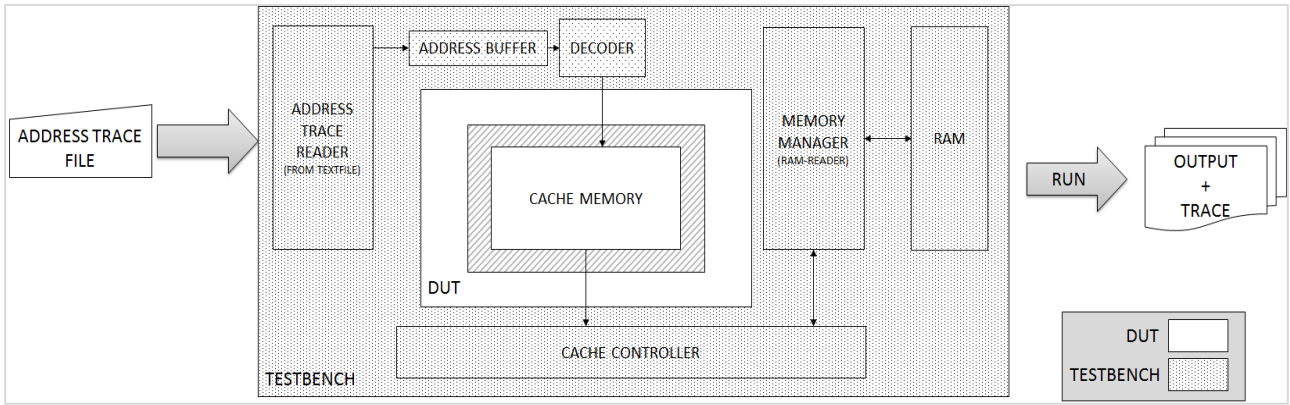 ADDRESS TRACE
FILE
ADDRESS
TRACE
READER
(FROM TEXTFILE)
ADDRESS BUFFER
DECODER
CACHE MEMORY
DUT
MEMORY
MANAGER
(RAM-READER)
RAM
CACHE CONTROLLER
TESTBENCH
RUN
OUTPUT
+
TRACE
DUT
TESTBENCH